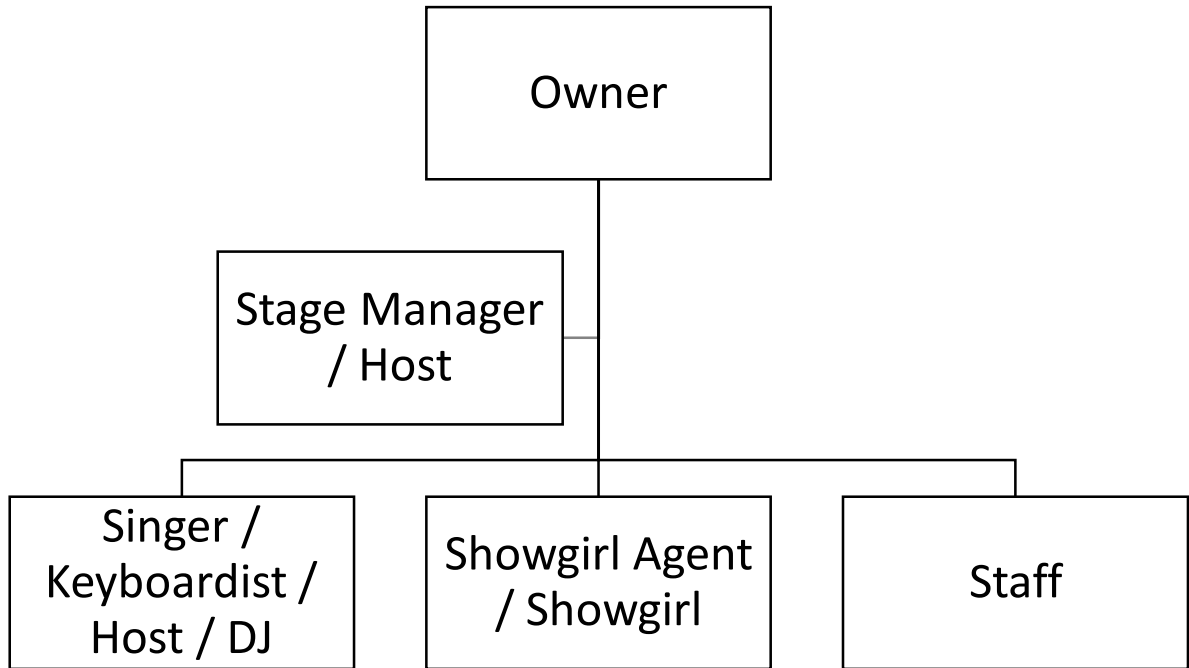 Owner
Stage Manager
/ Host
Singer /
Keyboardist /
Host / DJ
Showgirl Agent
/ Showgirl
Staff